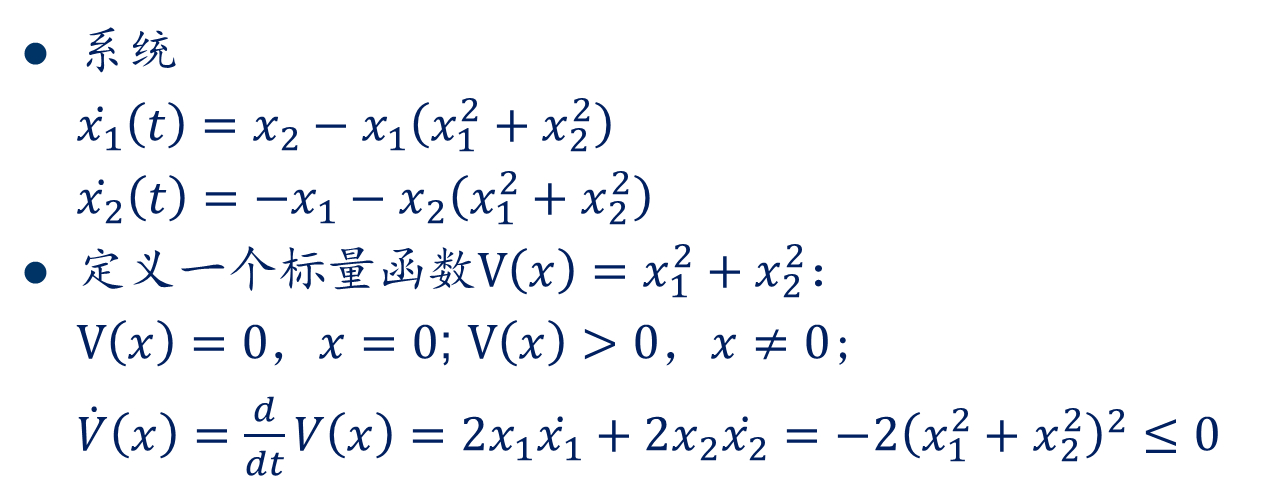 ● 系统
ẋ₁(t) = x₂ − x₁(x₁² + x₂²)
ẋ₂(t) = −x₁ − x₂(x₁² + x₂²)
● 定义一个标量函数V(x) = x₁² + x₂²：
V(x) = 0，x = 0; V(x) > 0，x ≠ 0；
V̇(x) = d/dt V(x) = 2x₁ẋ₁ + 2x₂ẋ₂ = −2(x₁² + x₂²)² ≤ 0